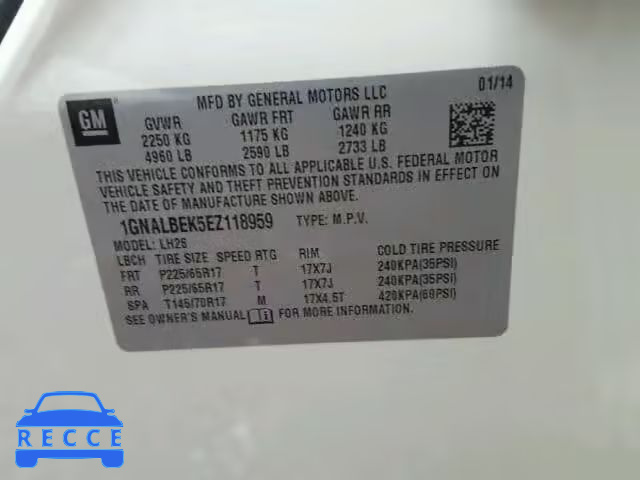 GM
MFD BY GENERAL MOTORS LLC
01/14
GVWR GAWR FRT GAWR RR
2250 KG 1175 KG 1240 KG
4960 LB 2590 LB 2733 LB
THIS VEHICLE CONFORMS TO ALL APPLICABLE U.S. FEDERAL MOTOR
VEHICLE SAFETY AND THEFT PREVENTION STANDARDS IN EFFECT ON
THE DATE OF MANUFACTURE SHOWN ABOVE.
1GNALBEK5EZ118959 TYPE: M.P.V.
MODEL: LH26
LBCH TIRE SIZE SPEED RTG RIM COLD TIRE PRESSURE
FRT P225/65R17 T 17X7J 240KPA(35PSI)
RR P225/65R17 T 17X7J 240KPA(35PSI)
SPA T145/70R17 M 17X4.5T 420KPA(60PSI)
SEE OWNER'S MANUAL FOR MORE INFORMATION.
RECCE